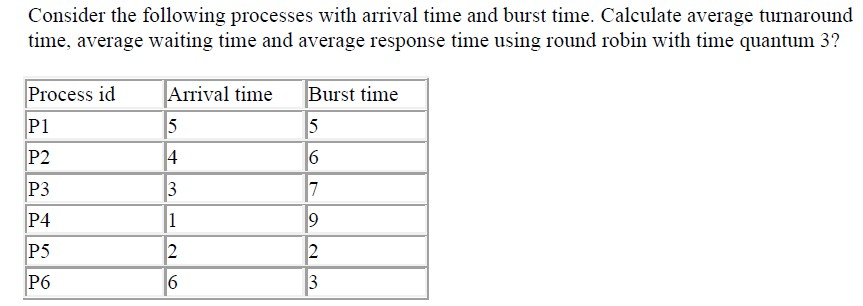 Consider the following processes with arrival time and burst time. Calculate average turnaround
time, average waiting time and average response time using round robin with time quantum 3?
Process id Arrival time Burst time
P1 5 5
P2 4 6
P3 3 7
P4 1 9
P5 2 2
P6 6 3